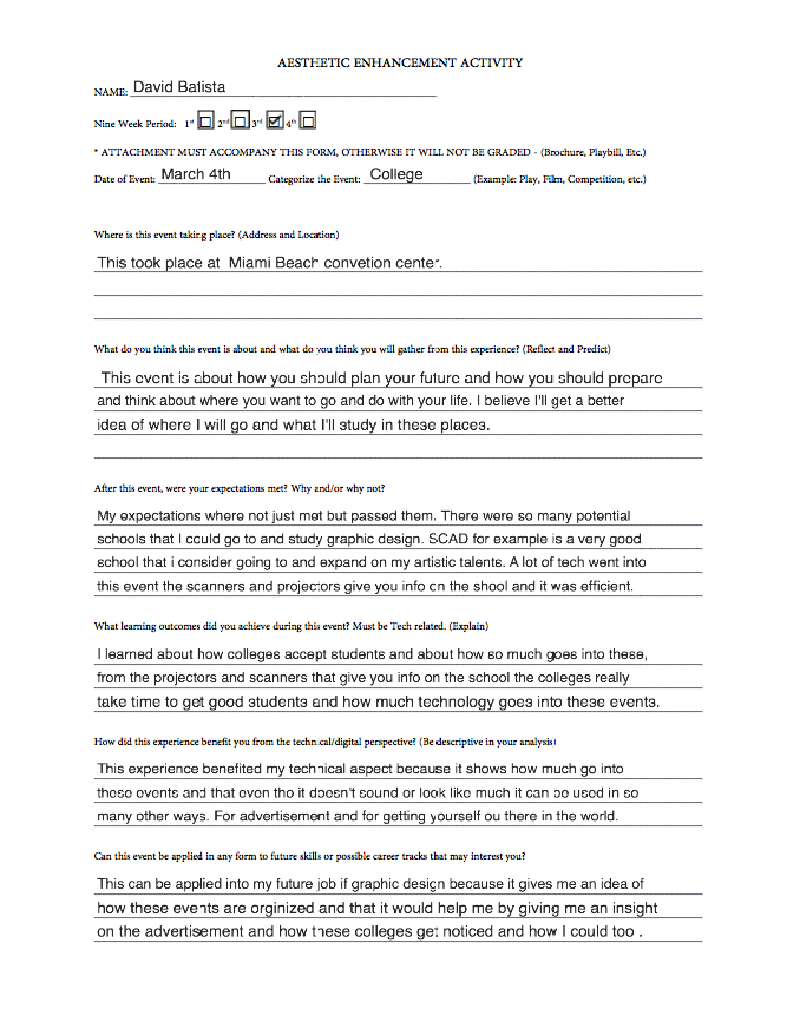 AESTHETIC ENHANCEMENT ACTIVITY
NAME: David Batista
Nine Week Period: 1st 2nd 3rd 4th
* ATTACHMENT MUST ACCOMPANY THIS FORM, OTHERWISE IT WILL NOT BE GRADED - (Brochure, Playbill, Etc.)
Date of Event: March 4th Categorize the Event: College (Example: Play, Film, Competition, etc.)
Where is this event taking place? (Address and Location)
This took place at Miami Beach convetion center.
What do you think this event is about and what do you think you will gather from this experience? (Reflect and Predict)
This event is about how you should plan your future and how you should prepare
and think about where you want to go and do with your life. I believe I'll get a better
idea of where I will go and what I'll study in these places.
After this event, were your expectations met? Why and/or why not?
My expectations where not just met but passed them. There were so many potential
schools that I could go to and study graphic design. SCAD for example is a very good
school that i consider going to and expand on my artistic talents. A lot of tech went into
this event the scanners and projectors give you info on the shool and it was efficient.
What learning outcomes did you achieve during this event? Must be Tech related. (Explain)
I learned about how colleges accept students and about how so much goes into these,
from the projectors and scanners that give you info on the school the colleges really
take time to get good students and how much technology goes into these events.
How did this experience benefit you from the technical/digital perspective? (Be descriptive in your analysis)
This experience benefited my technical aspect because it shows how much go into
these events and that even tho it doesn't sound or look like much it can be used in so
many other ways. For advertisement and for getting yourself ou there in the world.
Can this event be applied in any form to future skills or possible career tracks that may interest you?
This can be applied into my future job if graphic design because it gives me an idea of
how these events are orginized and that it would help me by giving me an insight
on the advertisement and how these colleges get noticed and how I could too .